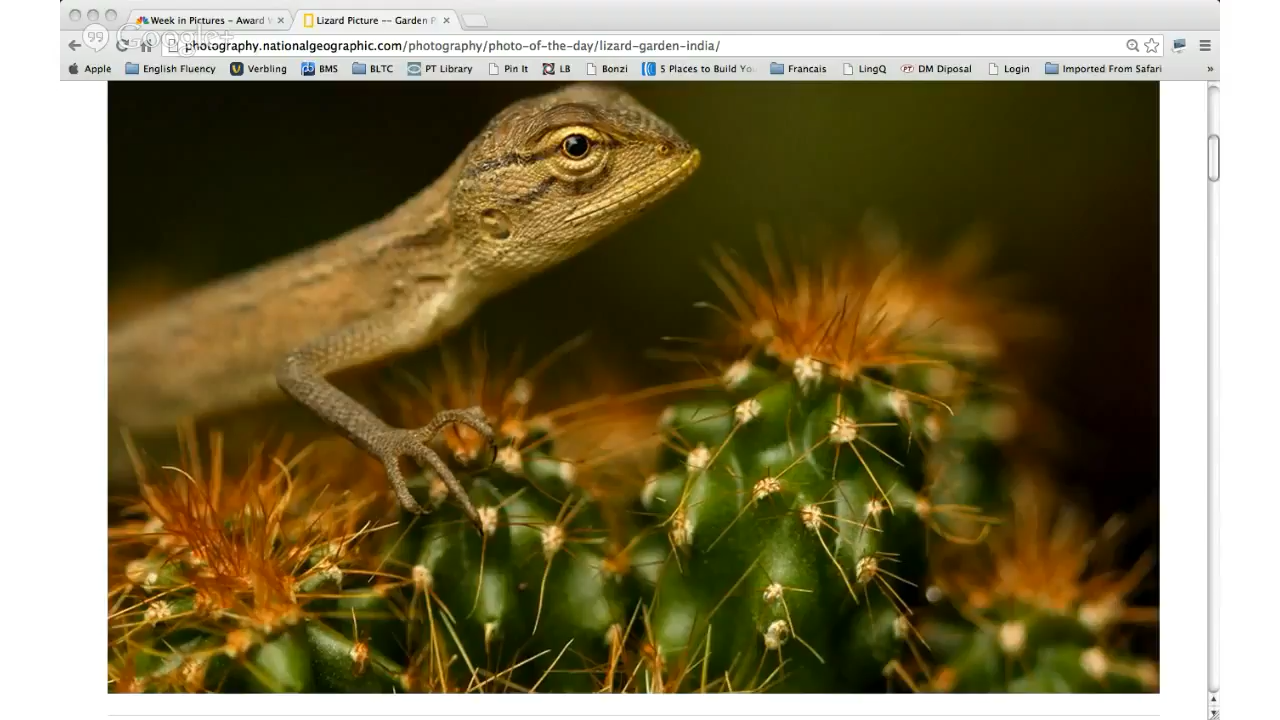 Week in Pictures – Award W
Lizard Picture -- Garden P
Google+
photography.nationalgeographic.com/photography/photo-of-the-day/lizard-garden-india/
Apple English Fluency Verbling BMS BLTC PT Library Pin It LB Bonzi 5 Places to Build Yo Francais LingQ DM Diposal Login Imported From Safari »